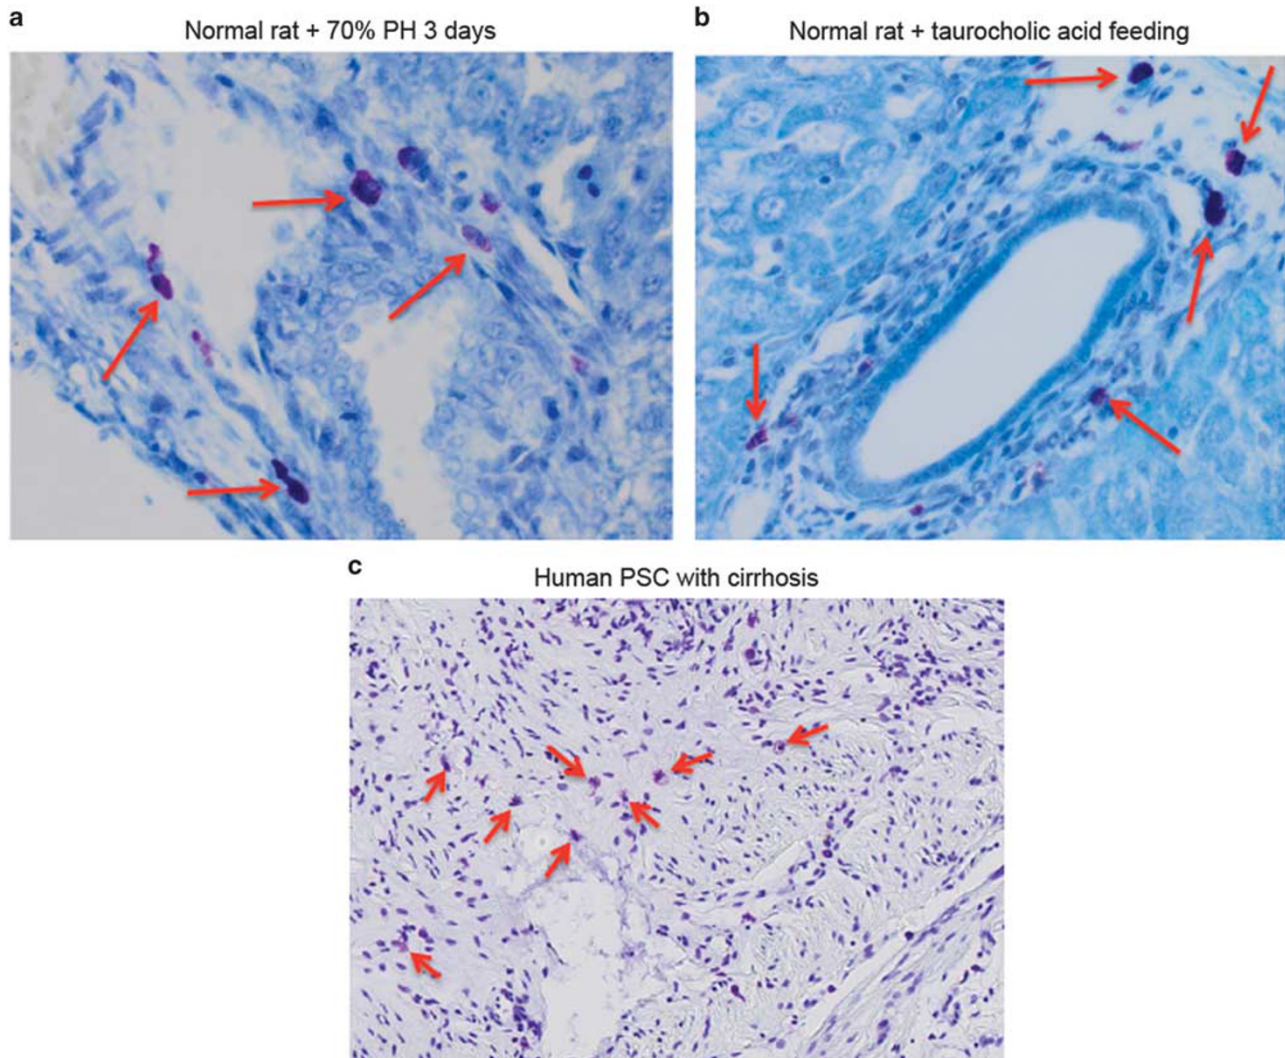 a
Normal rat + 70% PH 3 days
b
Normal rat + taurocholic acid feeding
c
Human PSC with cirrhosis